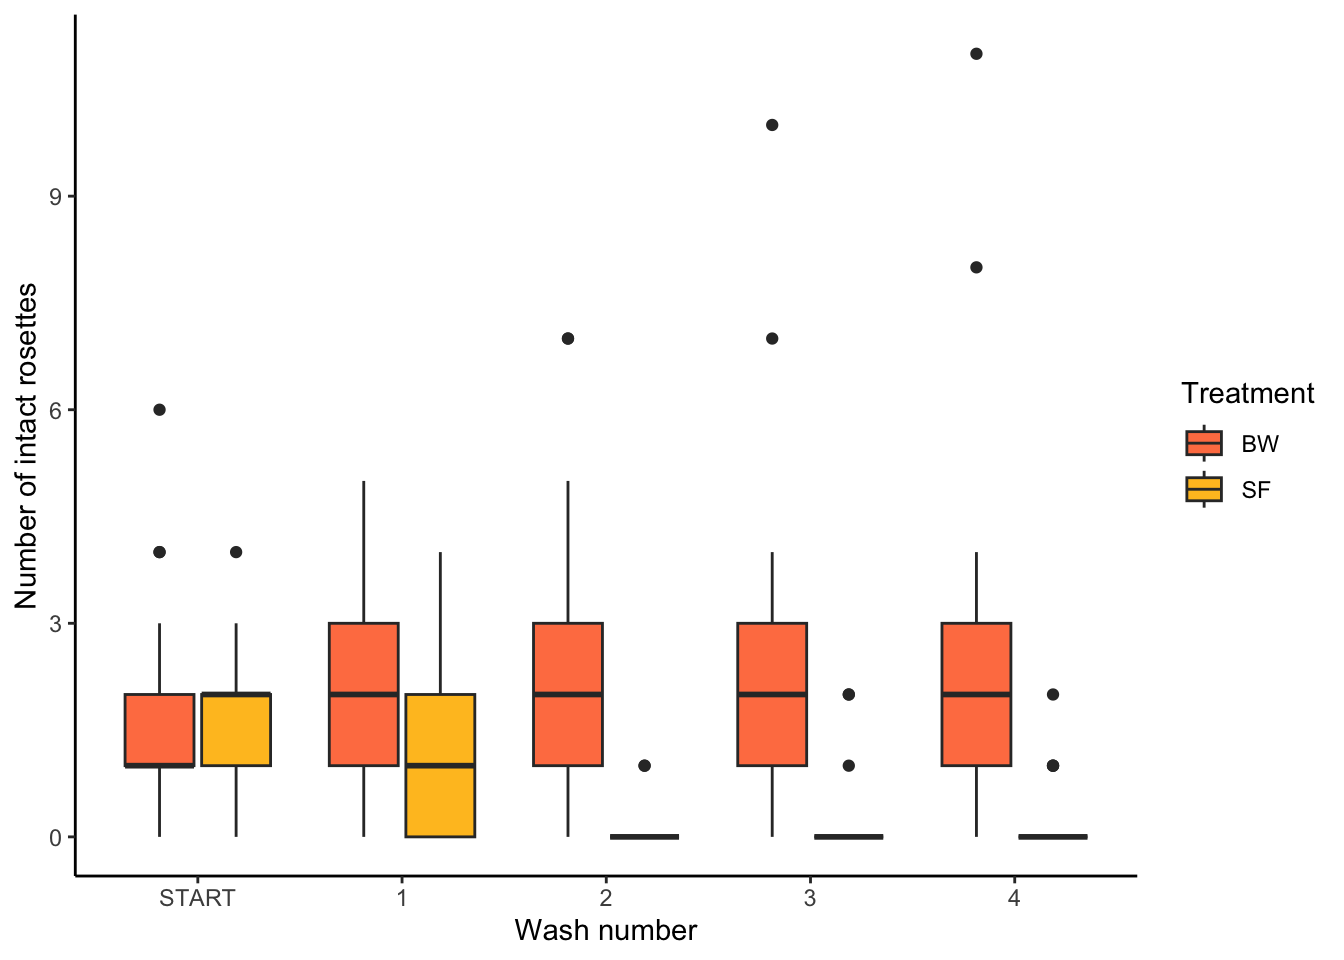 Number of intact rosettes
9
6
3
0
START 1 2 3 4
Wash number
Treatment
BW
SF